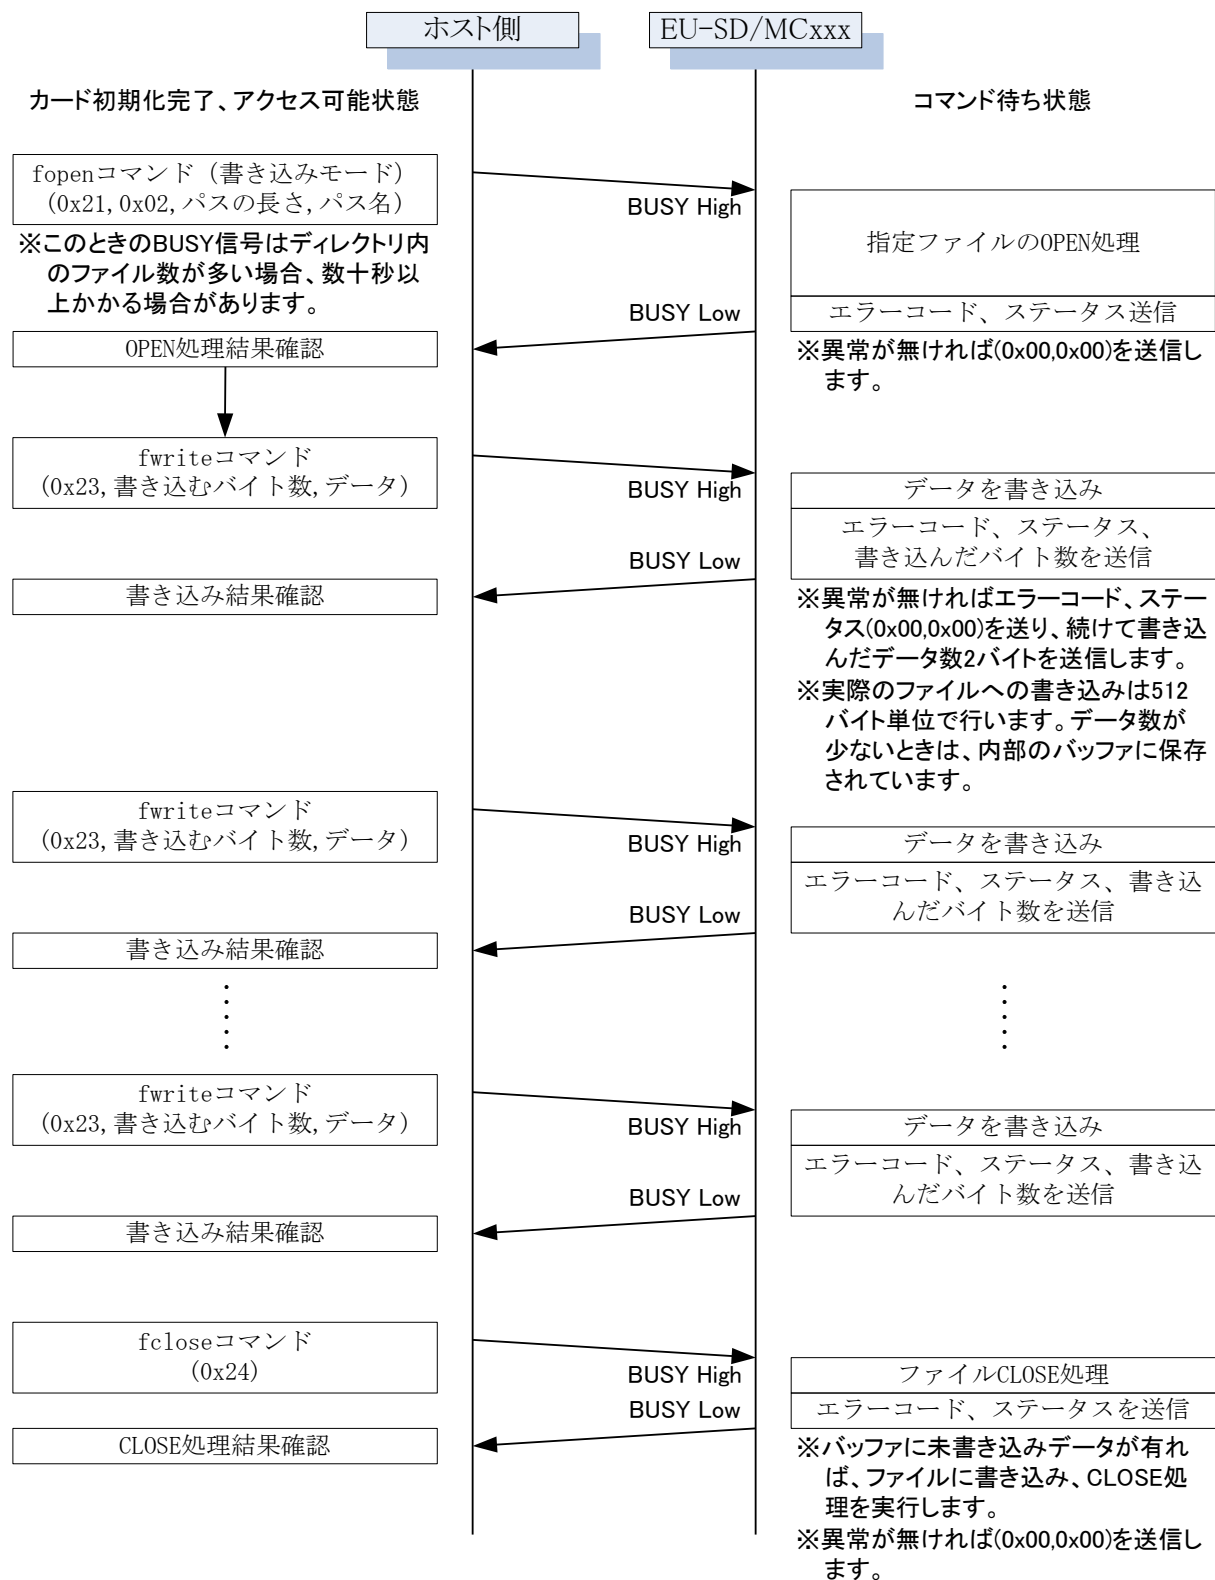 ホスト側
EU-SD/MCxxx
カード初期化完了、アクセス可能状態
コマンド待ち状態
fopenコマンド（書き込みモード）
(0x21,0x02,パスの長さ,パス名)
BUSY High
※このときのBUSY信号はディレクトリ内
のファイル数が多い場合、数十秒以
上かかる場合があります。
指定ファイルのOPEN処理
BUSY Low
エラーコード、ステータス送信
OPEN処理結果確認
※異常が無ければ(0x00,0x00)を送信し
ます。
fwriteコマンド
(0x23,書き込むバイト数,データ)
BUSY High
データを書き込み
エラーコード、ステータス、
書き込んだバイト数を送信
BUSY Low
書き込み結果確認
※異常が無ければエラーコード、ステー
タス(0x00,0x00)を送り、続けて書き込
んだデータ数2バイトを送信します。
※実際のファイルへの書き込みは512
バイト単位で行います。データ数が
少ないときは、内部のバッファに保存
されています。
fwriteコマンド
(0x23,書き込むバイト数,データ)
BUSY High
データを書き込み
エラーコード、ステータス、書き込
んだバイト数を送信
BUSY Low
書き込み結果確認
fwriteコマンド
(0x23,書き込むバイト数,データ)
BUSY High
データを書き込み
エラーコード、ステータス、書き込
んだバイト数を送信
BUSY Low
書き込み結果確認
fcloseコマンド
(0x24)
BUSY High
ファイルCLOSE処理
BUSY Low
エラーコード、ステータスを送信
CLOSE処理結果確認
※バッファに未書き込みデータが有れ
ば、ファイルに書き込み、CLOSE処
理を実行します。
※異常が無ければ(0x00,0x00)を送信し
ます。